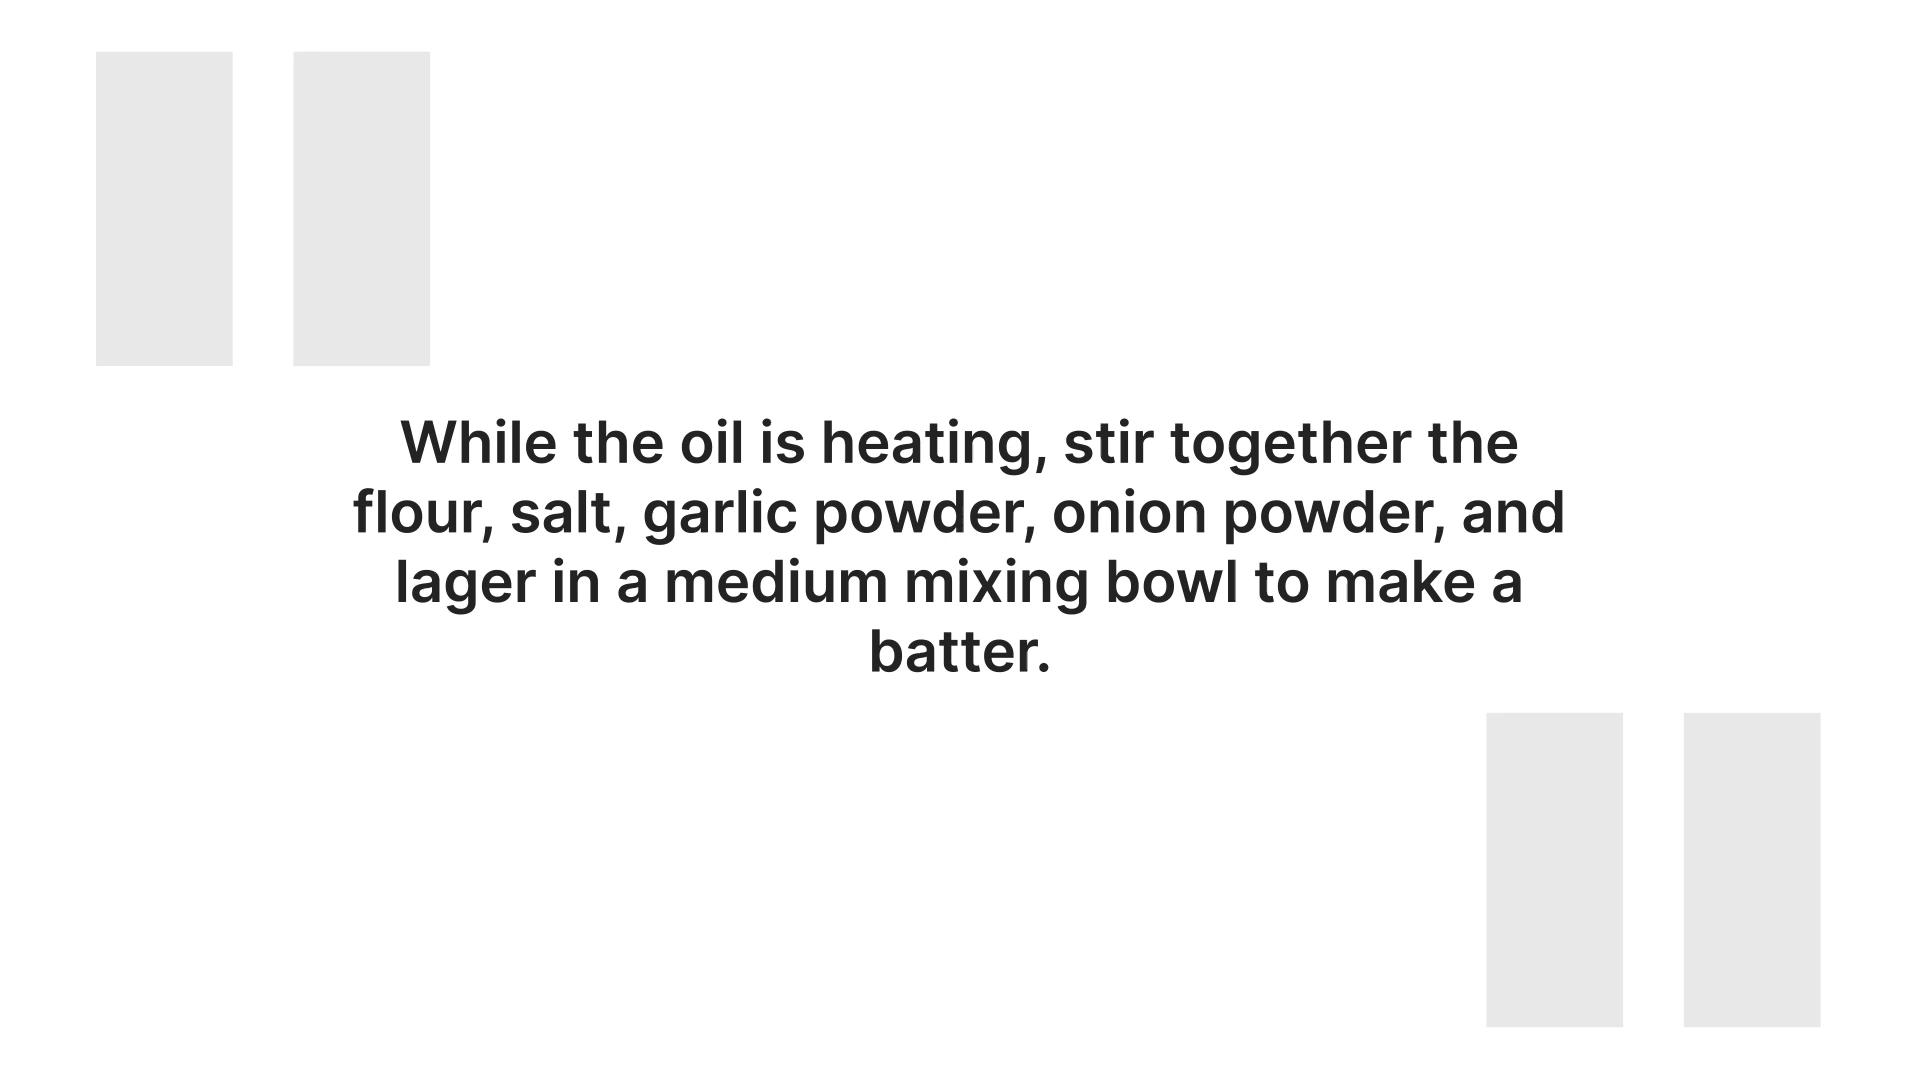 While the oil is heating, stir together the
flour, salt, garlic powder, onion powder, and
lager in a medium mixing bowl to make a
batter.